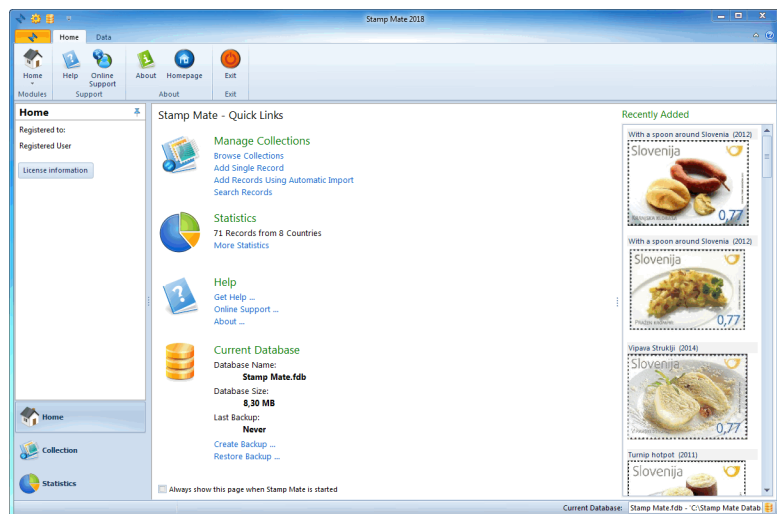 Stamp Mate 2018
Home Data
Home Help Online Support About Homepage Exit
Modules Support About Exit
Home
Registered to:
Registered User
License information
Home
Collection
Statistics
Stamp Mate - Quick Links
Manage Collections
Browse Collections
Add Single Record
Add Records Using Automatic Import
Search Records
Statistics
71 Records from 8 Countries
More Statistics
Help
Get Help ...
Online Support ...
About ...
Current Database
Database Name:
Stamp Mate.fdb
Database Size:
8,30 MB
Last Backup:
Never
Create Backup ...
Restore Backup ...
Always show this page when Stamp Mate is started
Recently Added
With a spoon around Slovenia (2012)
Slovenija
0,77
With a spoon around Slovenia (2012)
Slovenija
0,77
Vipava Struklji (2014)
Slovenija
0,77
Turnip hotpot (2011)
Slovenija
Current Database: Stamp Mate.fdb - 'C:\Stamp Mate Datab